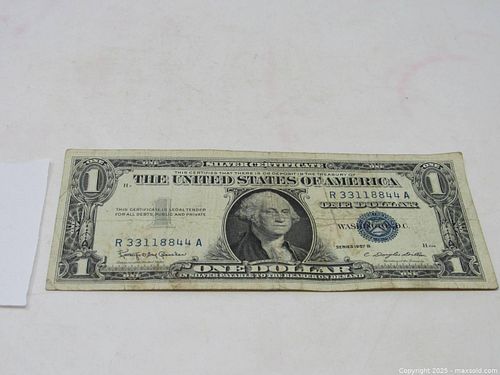 SILVER CERTIFICATE
THIS CERTIFIES THAT THERE IS ON DEPOSIT IN THE TREASURY OF
THE UNITED STATES OF AMERICA
R 33118844 A
ONE DOLLAR
THIS CERTIFICATE IS LEGAL TENDER
FOR ALL DEBTS, PUBLIC AND PRIVATE
WASHINGTON, D.C.
R 33118844 A
SERIES 1957 B
ONE DOLLAR
IN SILVER PAYABLE TO THE BEARER ON DEMAND
1
1
1
1
Copyright 2025 - maxsold.com